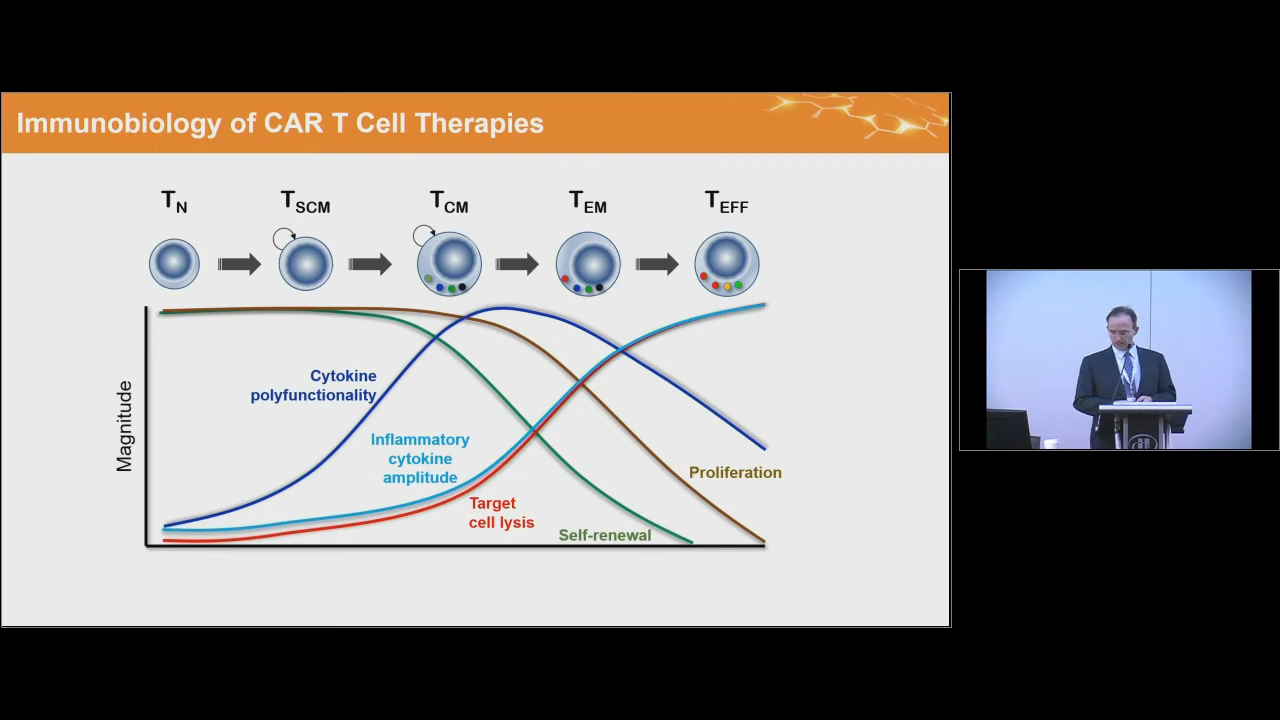 Immunobiology of CAR T Cell Therapies
TN
TSCM
TCM
TEM
TEFF
Magnitude
Cytokine
polyfunctionality
Inflammatory
cytokine
amplitude
Target
cell lysis
Proliferation
Self-renewal